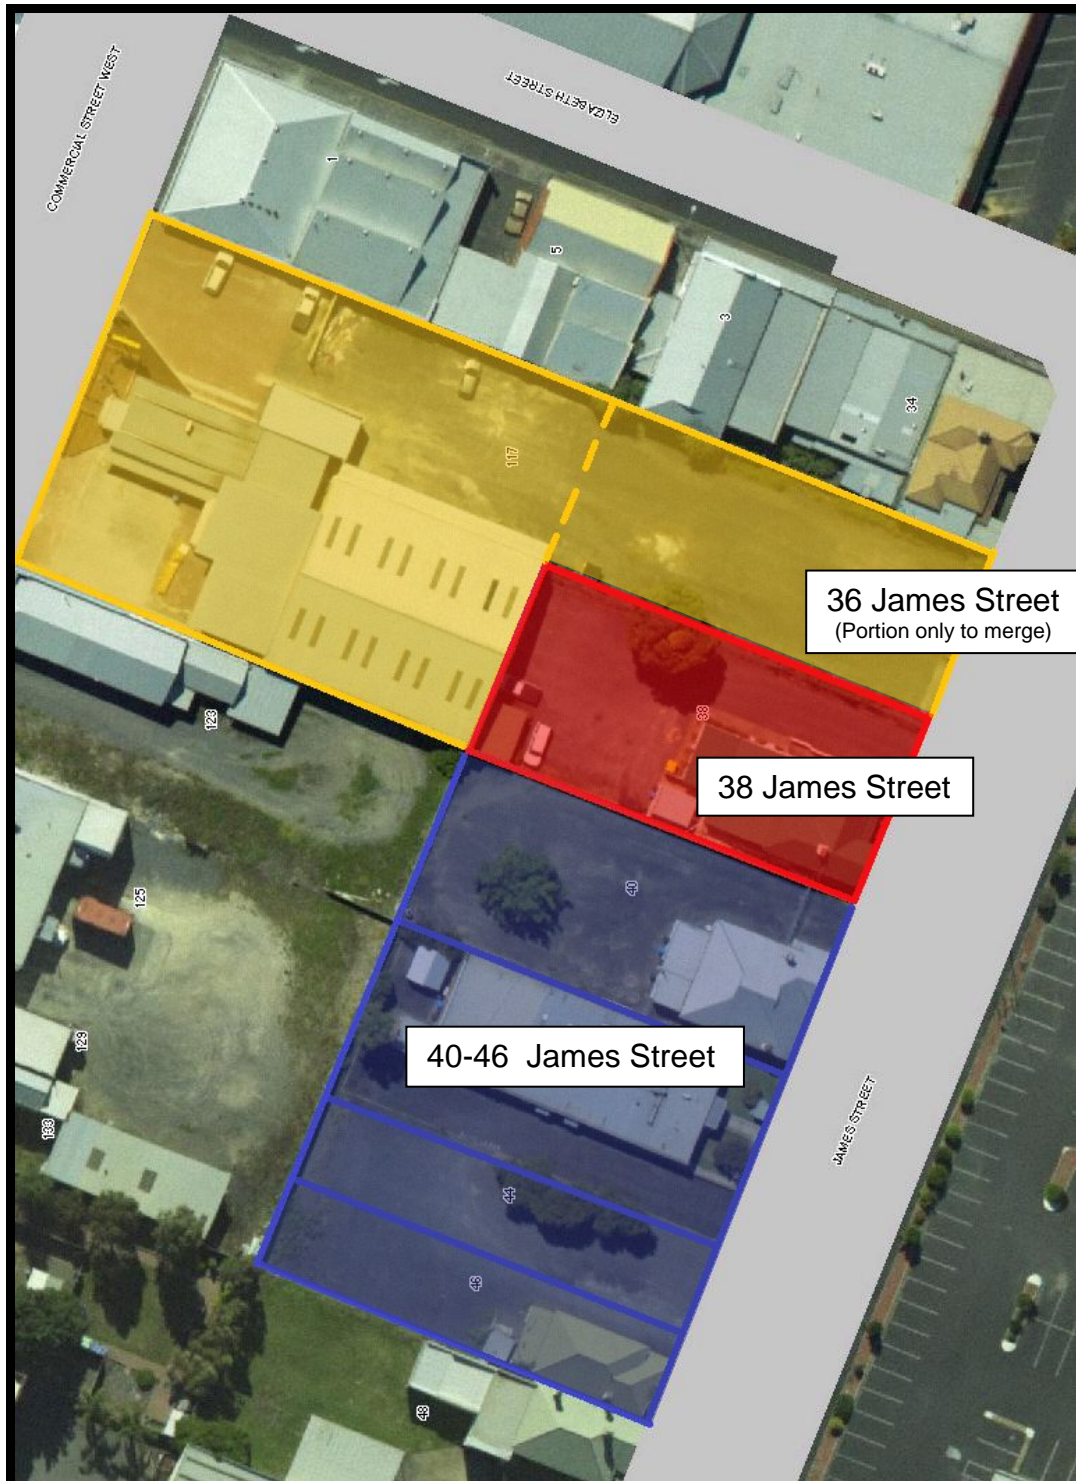 COMMERCIAL STREET WEST
ELIZABETH STREET
1
5
3
34
117
36 James Street
(Portion only to merge)
38
38 James Street
123
40
125
40-46 James Street
129
133
JAMES STREET
44
46
48